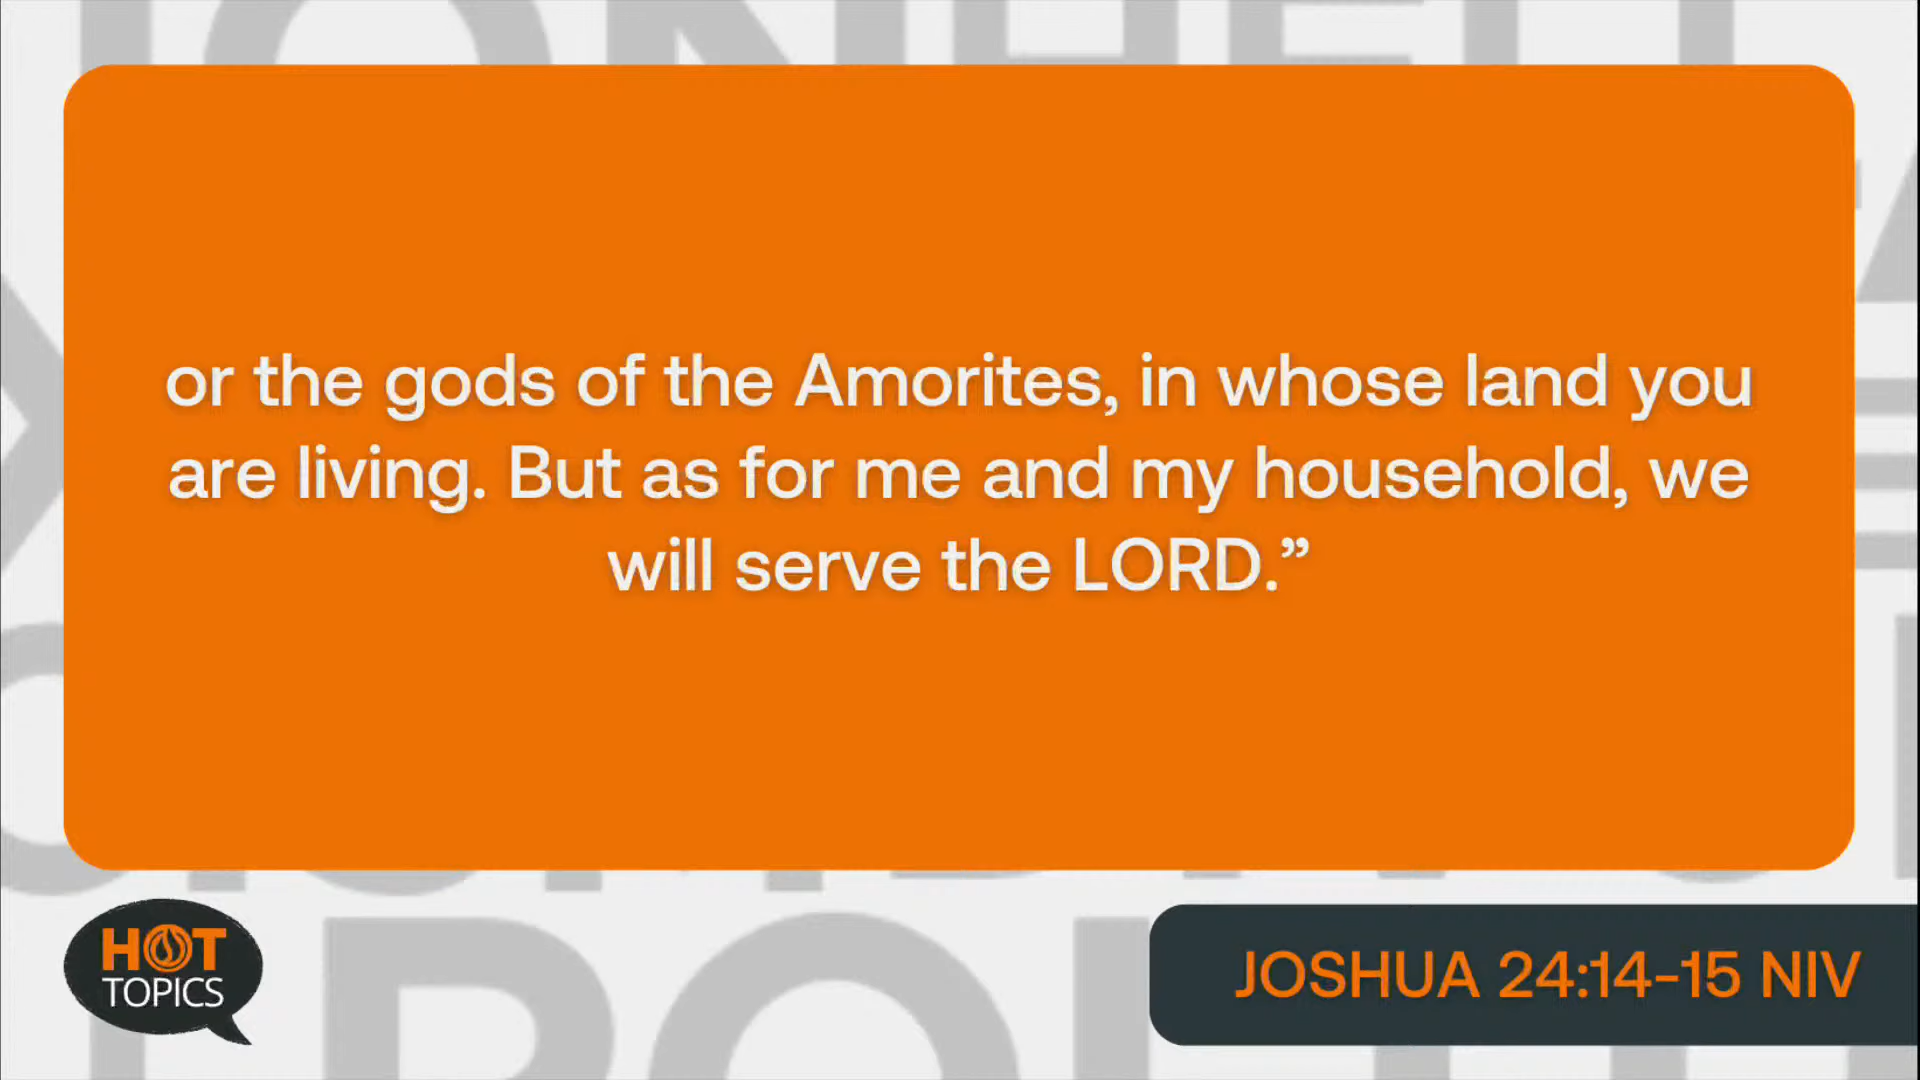 or the gods of the Amorites, in whose land you
are living. But as for me and my household, we
will serve the LORD.”
HOT
TOPICS
JOSHUA 24:14-15 NIV